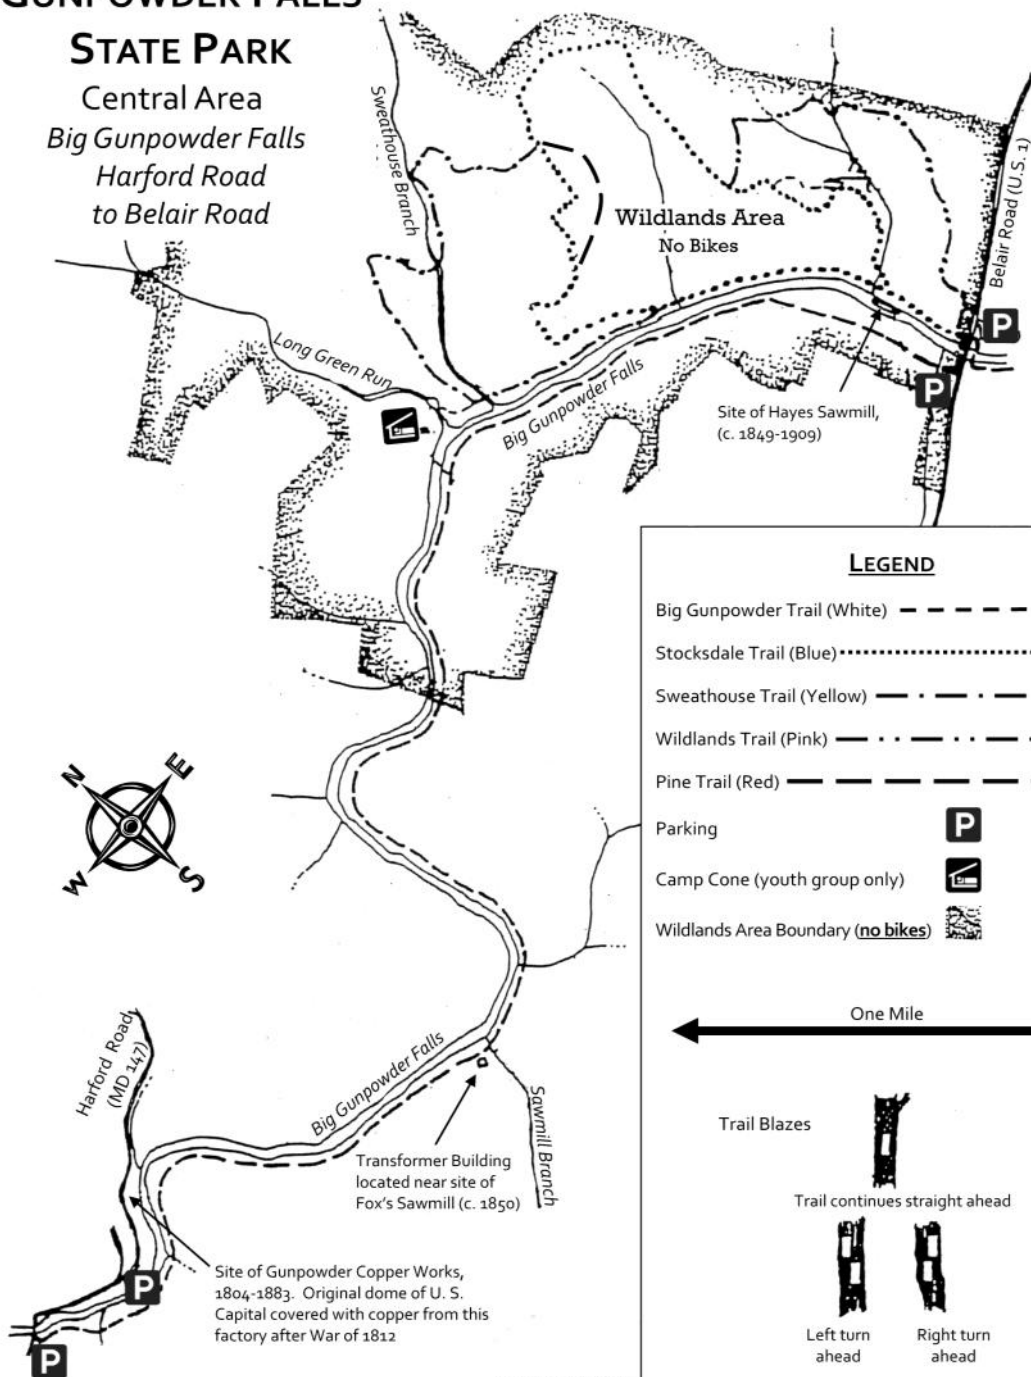 GUNPOWDER FALLS
STATE PARK
Central Area
Big Gunpowder Falls
Harford Road
to Belair Road
Sweathouse Branch
Belair Road (U.S. 1)
Wildlands Area
No Bikes
P
Long Green Run
Big Gunpowder Falls
P
Site of Hayes Sawmill,
(c. 1849-1909)
LEGEND
Big Gunpowder Trail (White)
Stocksdale Trail (Blue)
Sweathouse Trail (Yellow)
Wildlands Trail (Pink)
Pine Trail (Red)
Parking P
Camp Cone (youth group only)
Wildlands Area Boundary (no bikes)
N
E
W
S
One Mile
Harford Road
(MD 147)
Big Gunpowder Falls
Sawmill Branch
Trail Blazes
Transformer Building
located near site of
Fox's Sawmill (c. 1850)
Trail continues straight ahead
Site of Gunpowder Copper Works,
1804-1883. Original dome of U. S.
Capital covered with copper from this
factory after War of 1812
P
P
Left turn
ahead
Right turn
ahead